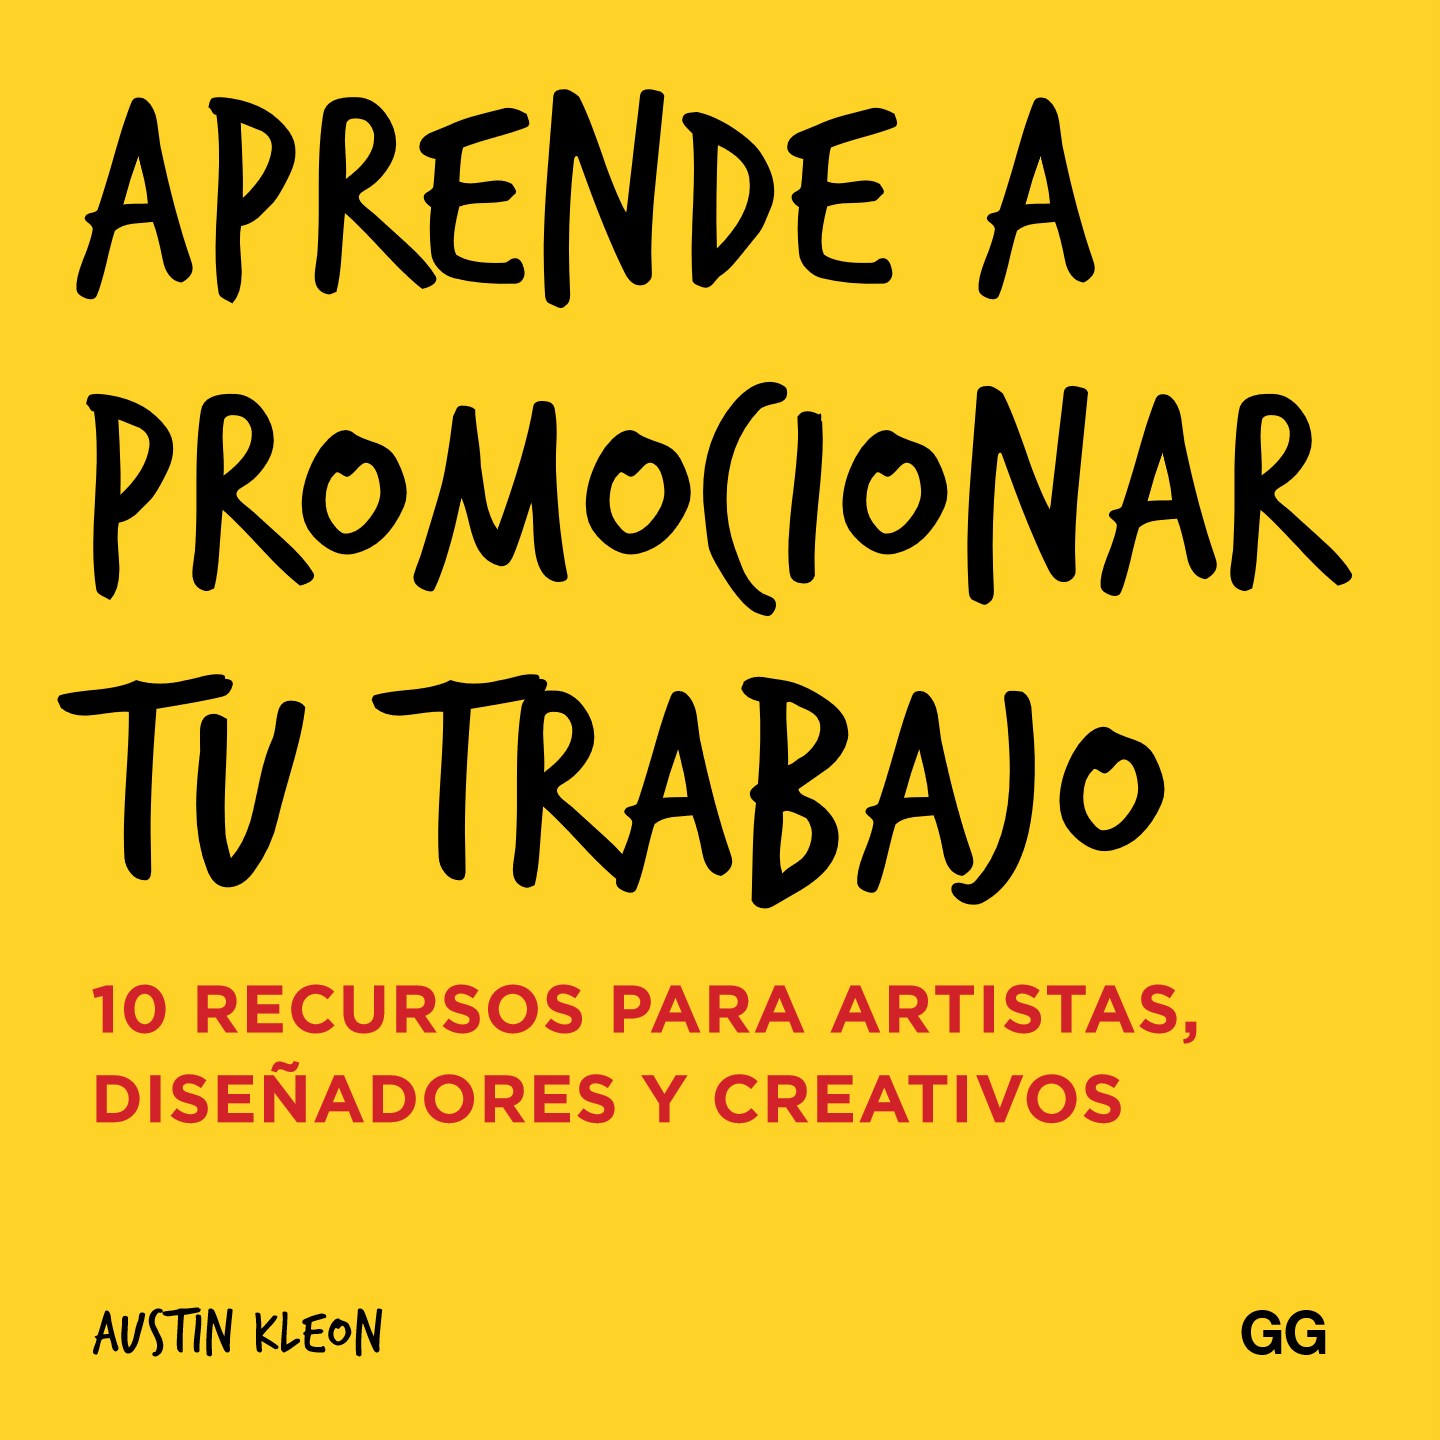 APRENDE A
PROMOCIONAR
TU TRABAJO
10 RECURSOS PARA ARTISTAS,
DISEÑADORES Y CREATIVOS
AUSTIN KLEON
GG